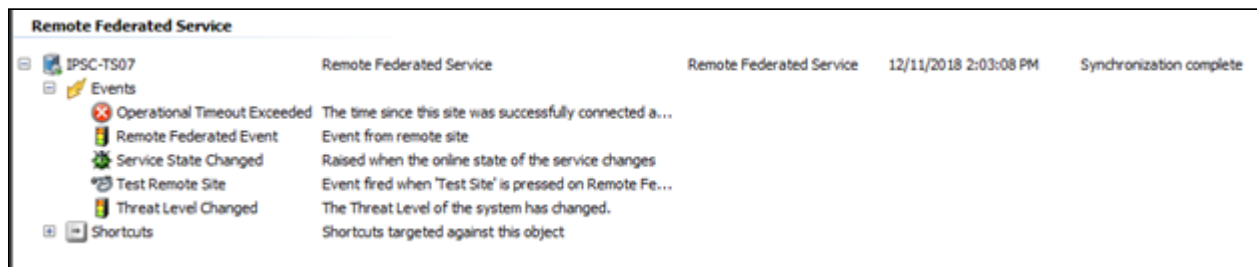 Remote Federated Service
IPSC-TS07 Remote Federated Service Remote Federated Service 12/11/2018 2:03:08 PM Synchronization complete
Events
Operational Timeout Exceeded The time since this site was successfully connected a...
Remote Federated Event Event from remote site
Service State Changed Raised when the online state of the service changes
Test Remote Site Event fired when 'Test Site' is pressed on Remote Fe...
Threat Level Changed The Threat Level of the system has changed.
Shortcuts Shortcuts targeted against this object